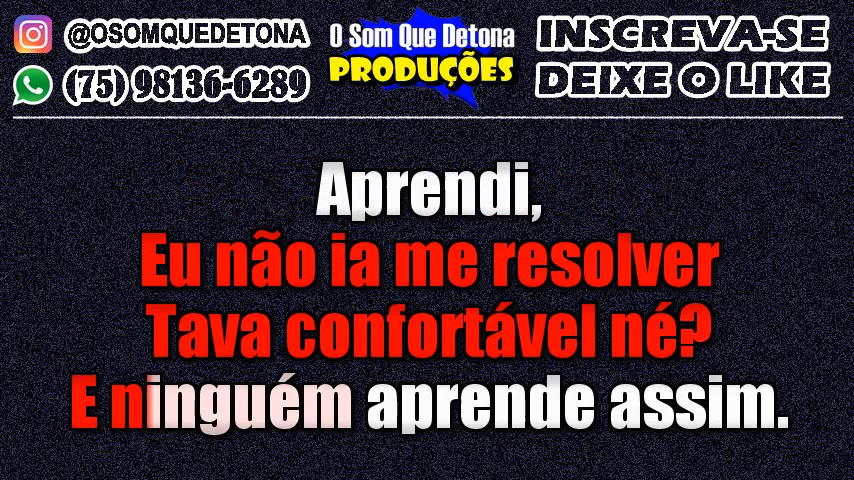 @OSOMQUEDETONA
(75) 98136-6289
O Som Que Detona
PRODUÇÕES
INSCREVA-SE
DEIXE O LIKE
Aprendi,
Eu não ia me resolver
Tava confortável né?
E ninguém aprende assim.